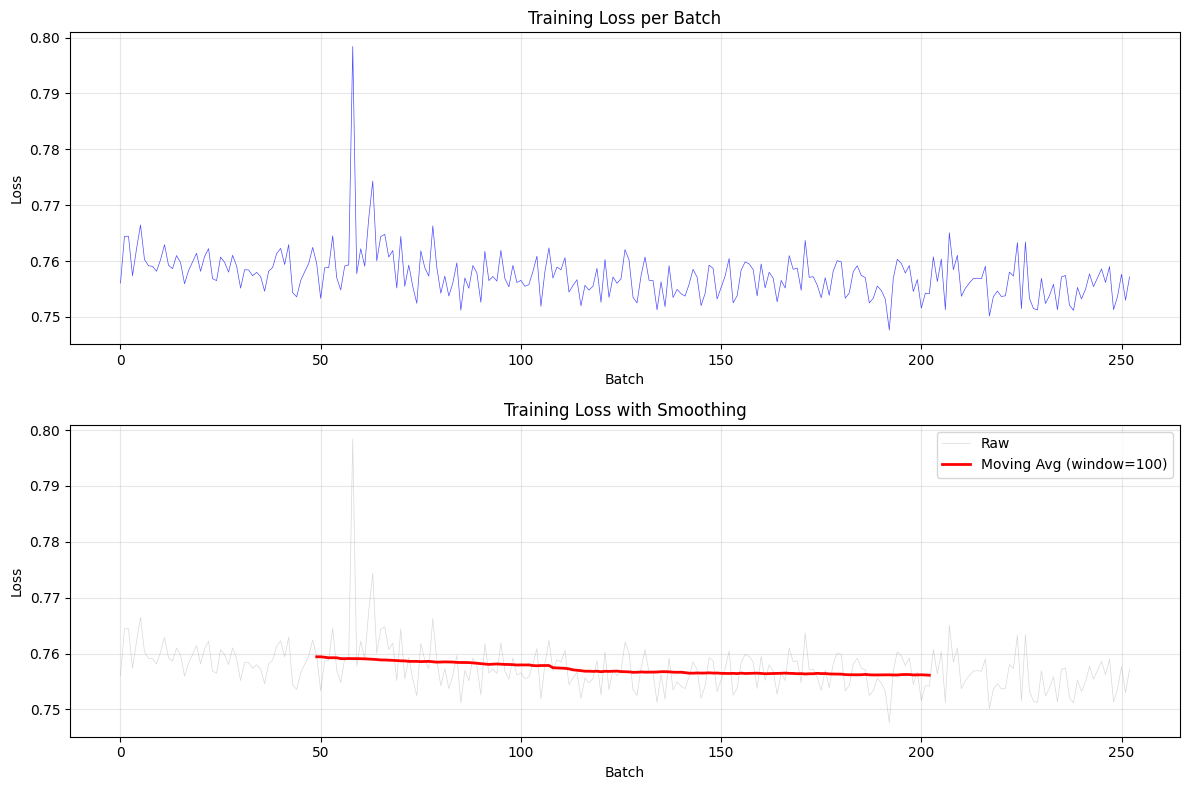 Training Loss per Batch
0.80
0.79
0.78
0.77
0.76
0.75
Loss
0 50 100 150 200 250
Batch
Training Loss with Smoothing
0.80
0.79
0.78
0.77
0.76
0.75
Loss
Raw
Moving Avg (window=100)
0 50 100 150 200 250
Batch